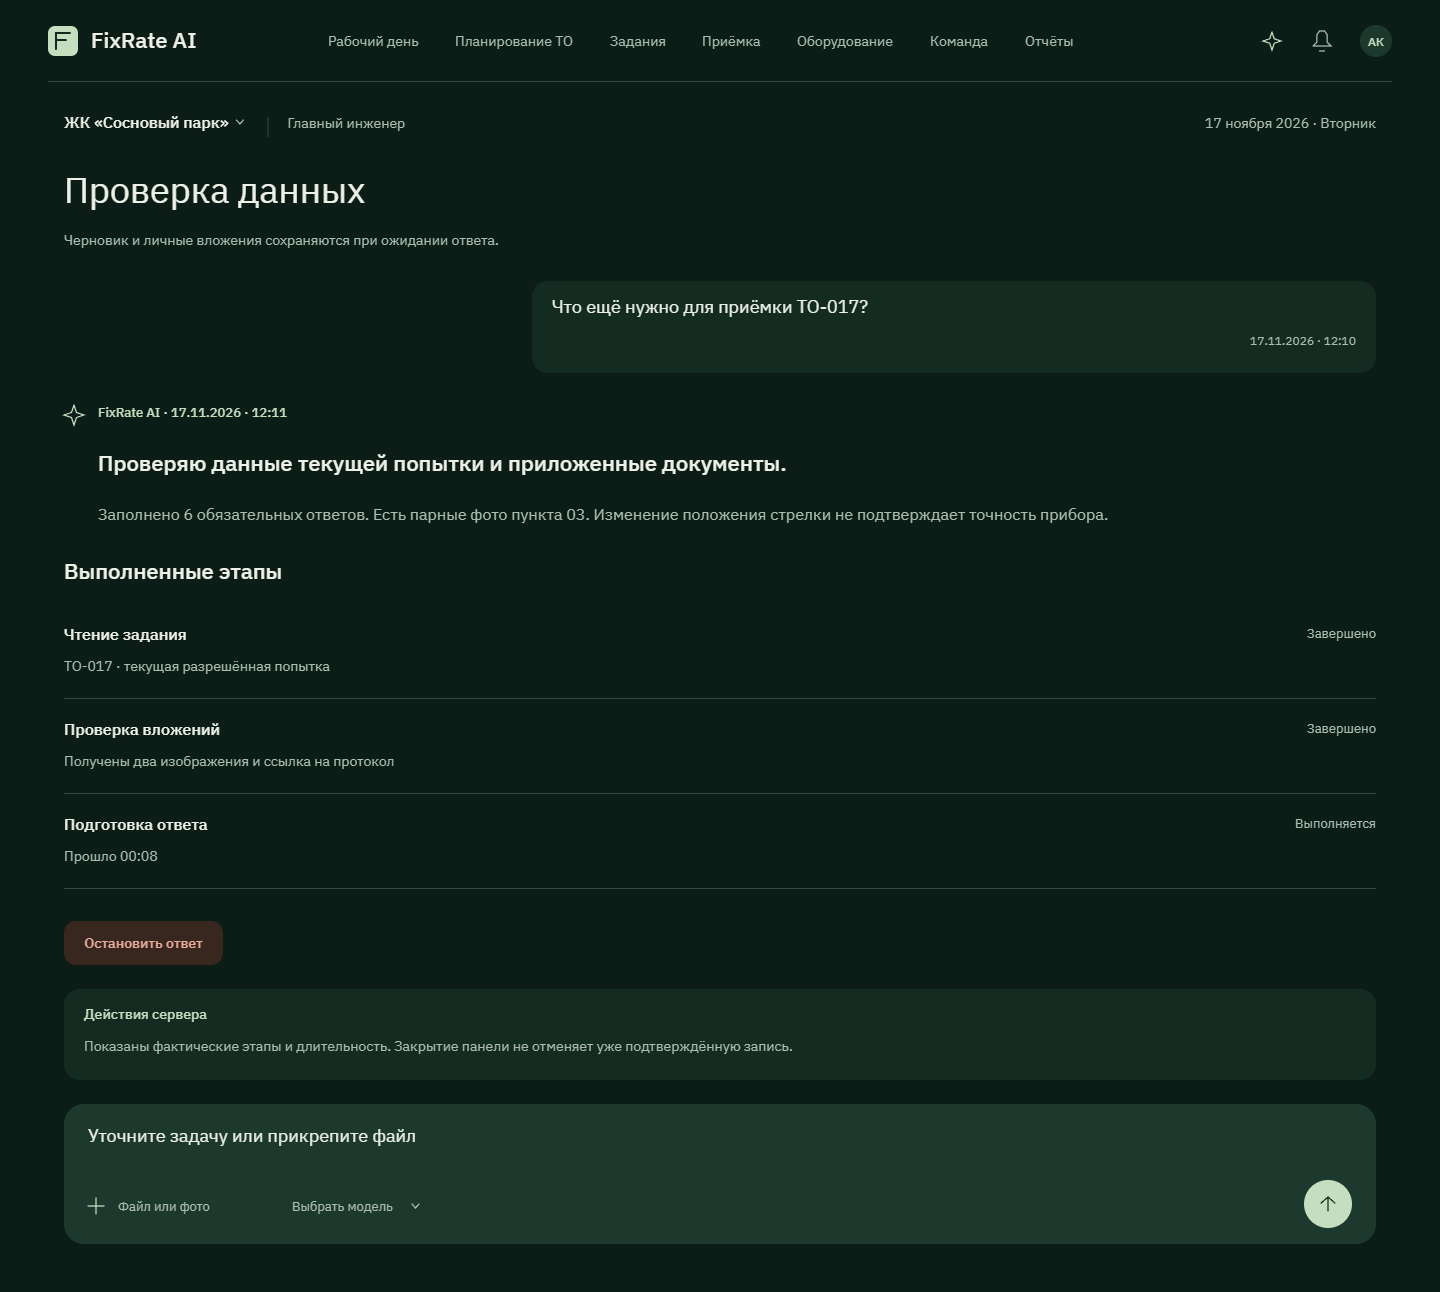 FixRate AI
Рабочий день
Планирование ТО
Задания
Приёмка
Оборудование
Команда
Отчёты
АК
ЖК «Сосновый парк»
Главный инженер
17 ноября 2026 · Вторник
Проверка данных
Черновик и личные вложения сохраняются при ожидании ответа.
Что ещё нужно для приёмки ТО-017?
17.11.2026 · 12:10
FixRate AI · 17.11.2026 · 12:11
Проверяю данные текущей попытки и приложенные документы.
Заполнено 6 обязательных ответов. Есть парные фото пункта 03. Изменение положения стрелки не подтверждает точность прибора.
Выполненные этапы
Чтение задания
Завершено
ТО-017 · текущая разрешённая попытка
Проверка вложений
Завершено
Получены два изображения и ссылка на протокол
Подготовка ответа
Выполняется
Прошло 00:08
Остановить ответ
Действия сервера
Показаны фактические этапы и длительность. Закрытие панели не отменяет уже подтверждённую запись.
Уточните задачу или прикрепите файл
Файл или фото
Выбрать модель